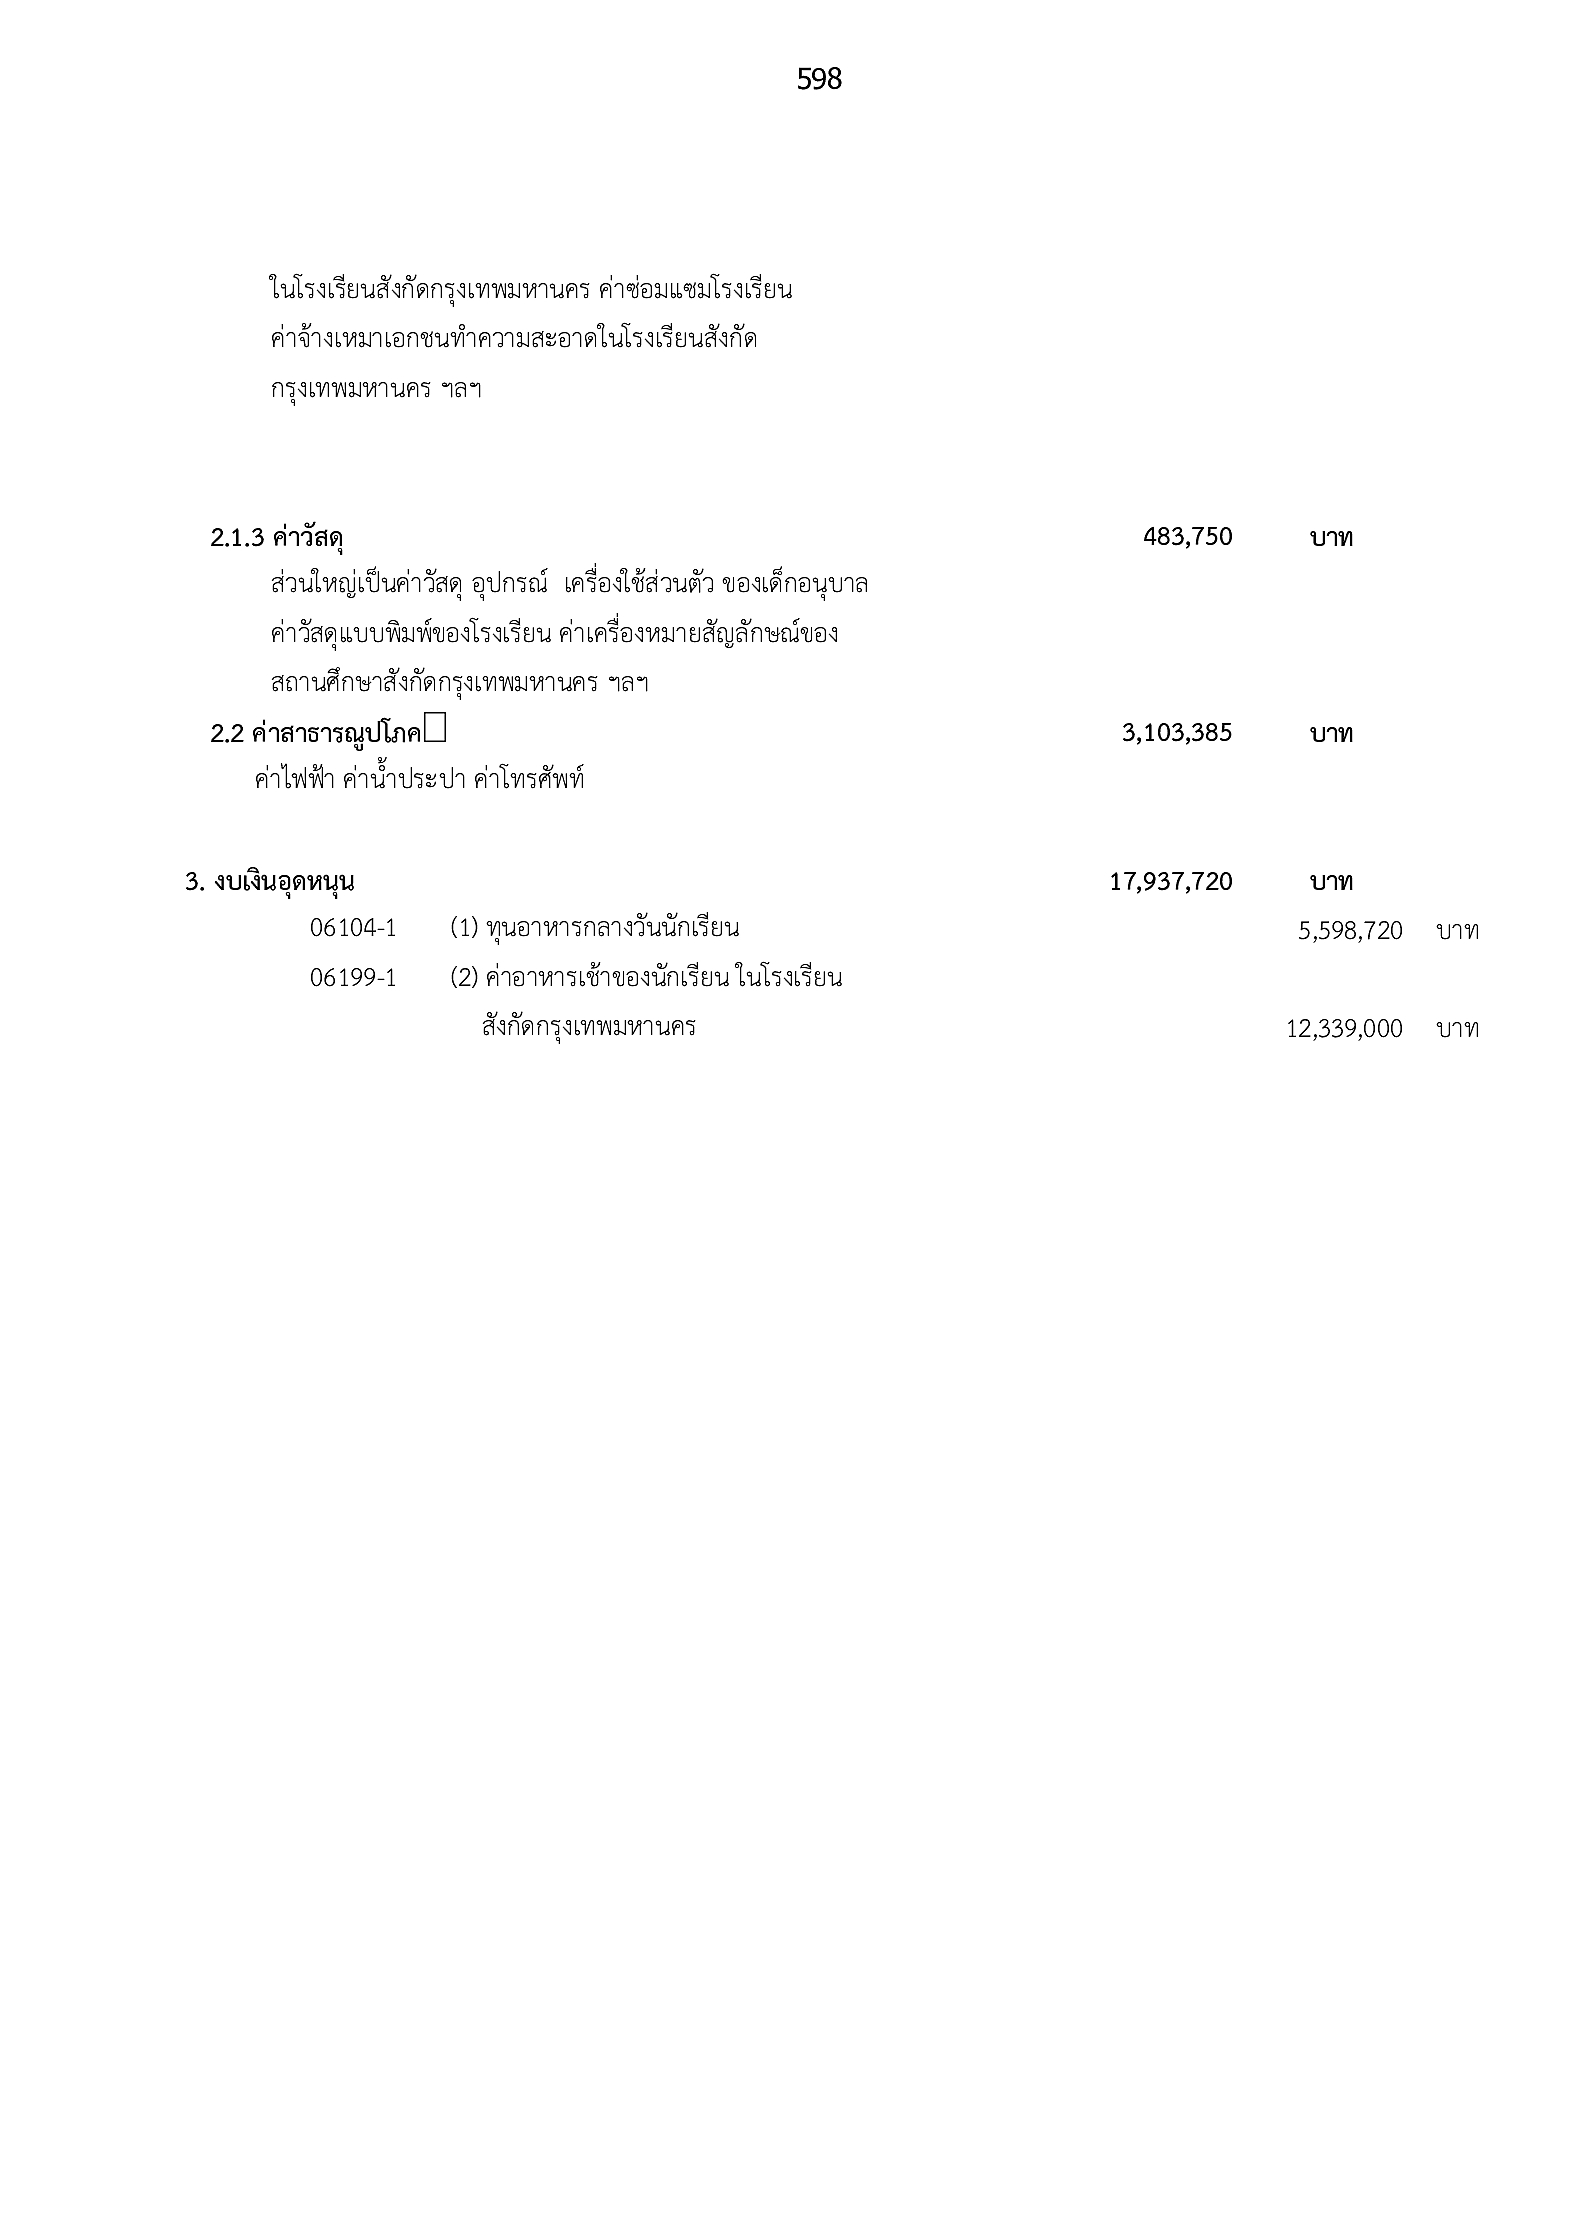 598
ในโรงเรียนสังกัดกรุงเทพมหานคร ค่าซ่อมแซมโรงเรียน
ค่าจ้างเหมาเอกชนทำความสะอาดในโรงเรียนสังกัด
กรุงเทพมหานคร ฯลฯ
2.1.3 ค่าวัสดุ 483,750 บาท
ส่วนใหญ่เป็นค่าวัสดุ อุปกรณ์ เครื่องใช้ส่วนตัว ของเด็กอนุบาล
ค่าวัสดุแบบพิมพ์ของโรงเรียน ค่าเครื่องหมายสัญลักษณ์ของ
สถานศึกษาสังกัดกรุงเทพมหานคร ฯลฯ
2.2 ค่าสาธารณูปโภค 3,103,385 บาท
ค่าไฟฟ้า ค่าน้ำประปา ค่าโทรศัพท์
3. งบเงินอุดหนุน 17,937,720 บาท
06104-1 (1) ทุนอาหารกลางวันนักเรียน 5,598,720 บาท
06199-1 (2) ค่าอาหารเช้าของนักเรียน ในโรงเรียน
สังกัดกรุงเทพมหานคร 12,339,000 บาท